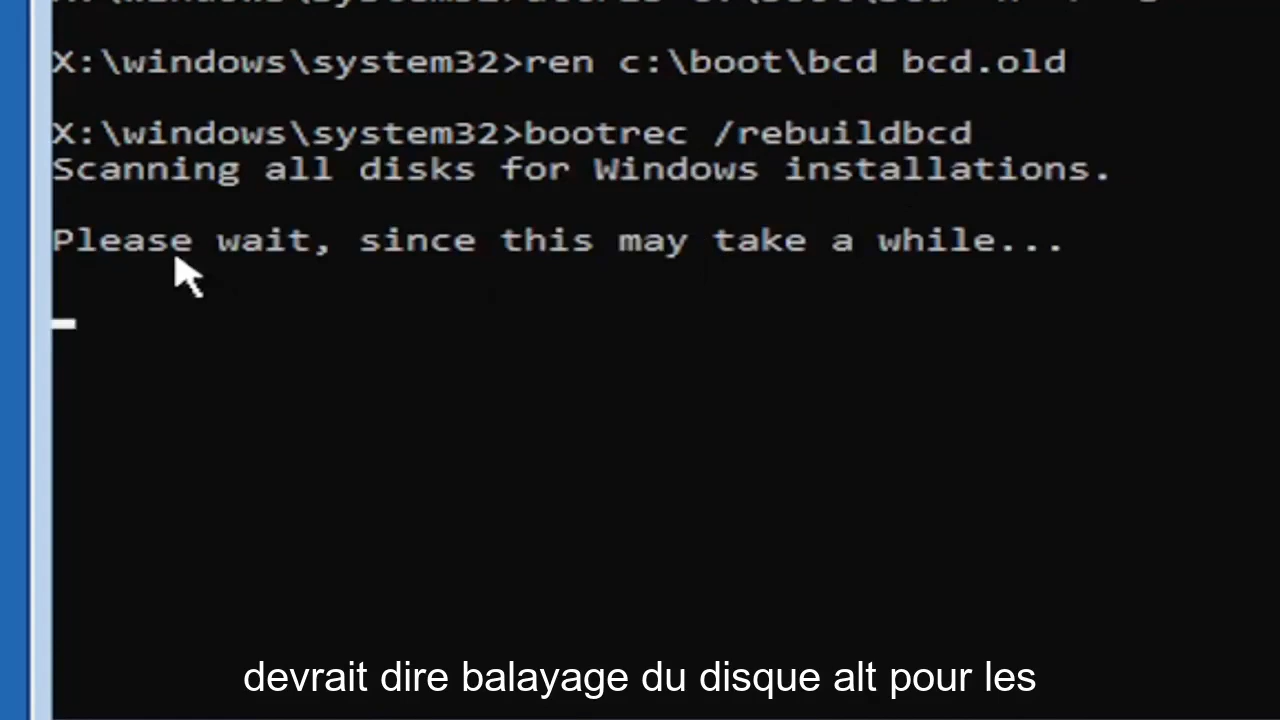 X:\windows\system32>ren c:\boot\bcd bcd.old
X:\windows\system32>bootrec /rebuildbcd
Scanning all disks for Windows installations.
Please wait, since this may take a while...
devrait dire balayage du disque alt pour les